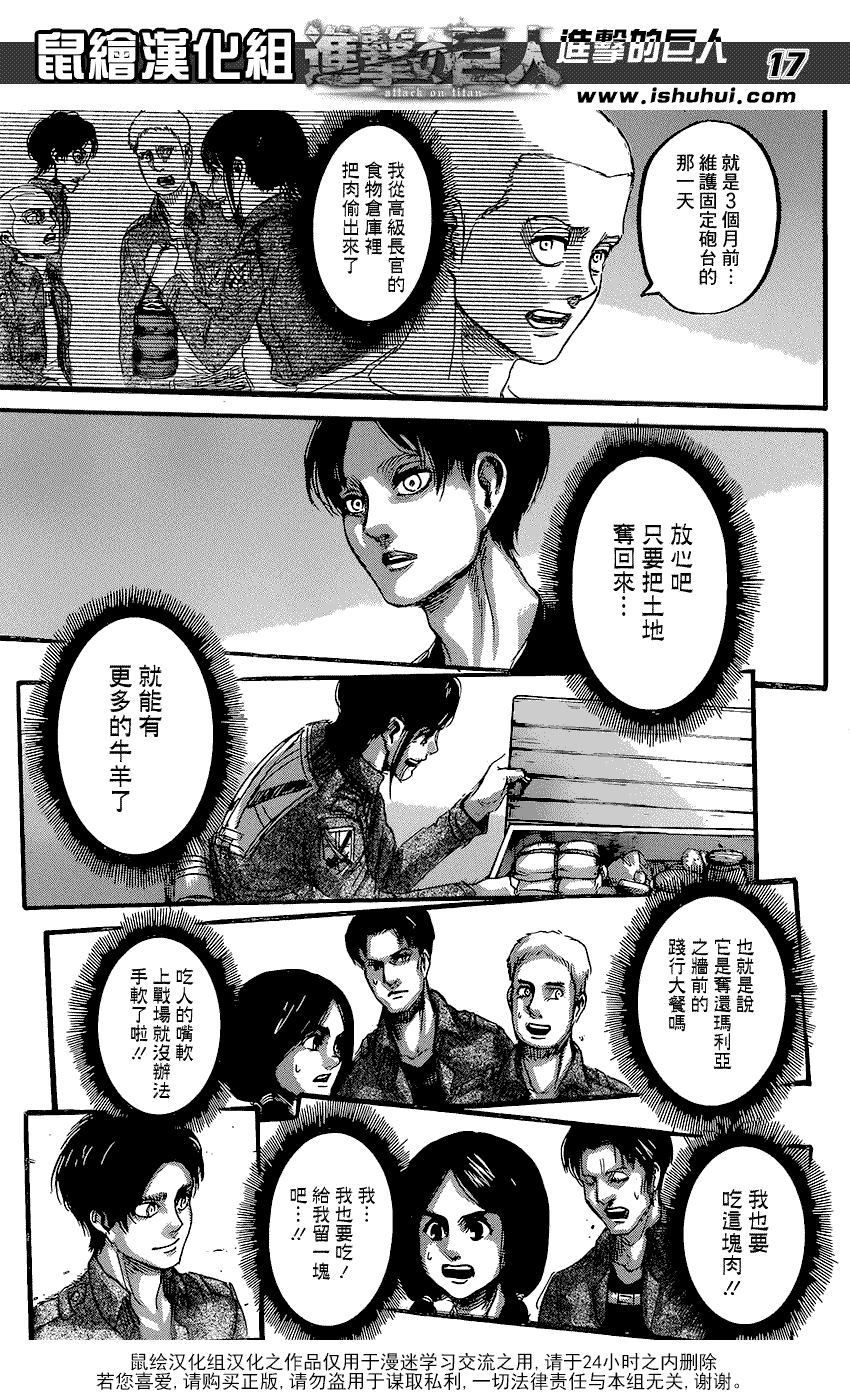 鼠繪漢化組
進撃の巨人
attack on titan
進擊的巨人
www.ishuhui.com
17
就是3個月前…
維護固定砲台的
那一天
我從高級長官的
食物倉庫裡
把肉偷出來了
放心吧
只要把土地
奪回來…
就能有
更多的牛羊了
也就是說
它是奪還瑪利亞
之牆前的
踐行大餐嗎
吃人的嘴軟
上戰場就沒辦法
手軟了啦!!
我也要
吃這塊肉!!
我…
我也要吃!
給我留一塊
吧…!!
鼠绘汉化组汉化之作品仅用于漫迷学习交流之用,请于24小时之内删除
若您喜爱,请购买正版,请勿盗用于谋取私利,一切法律责任与本组无关,谢谢。